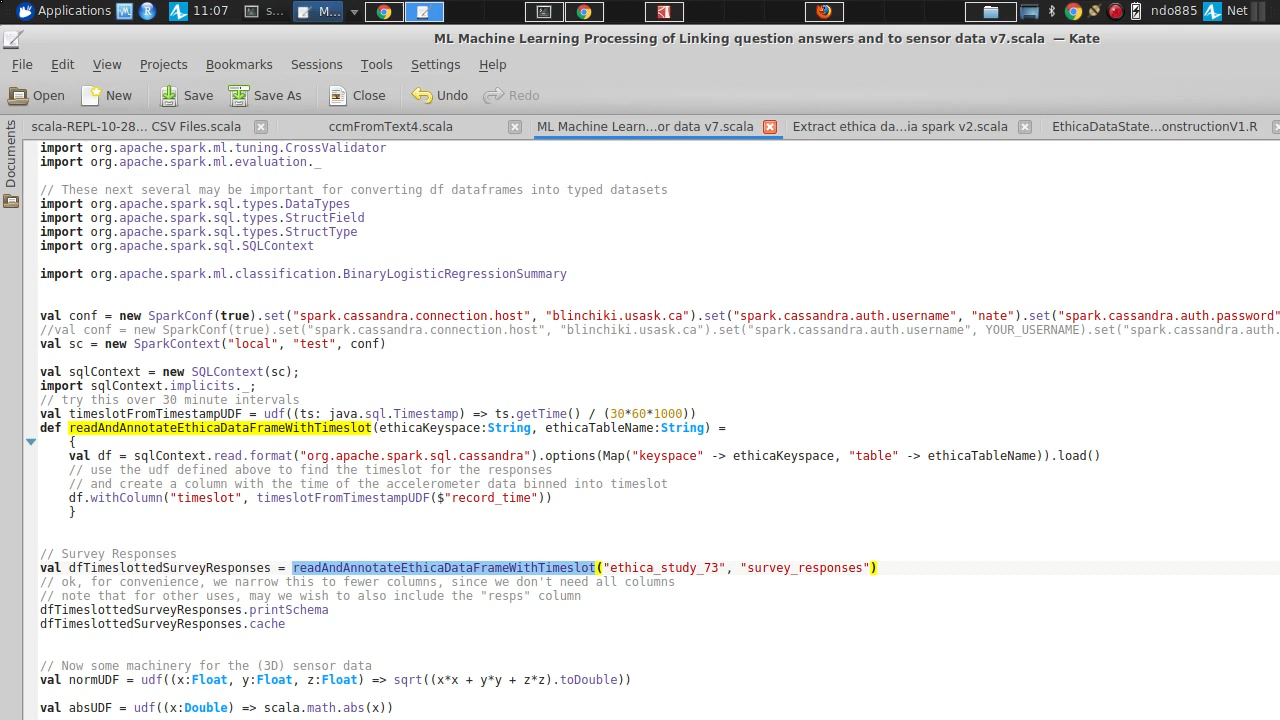 Applications 11:07 s... M... ndo885 Net
ML Machine Learning Processing of Linking question answers and to sensor data v7.scala — Kate
File Edit View Projects Bookmarks Sessions Tools Settings Help
Open New Save Save As Close Undo Redo
scala-REPL-10-28... CSV Files.scala ccmFromText4.scala ML Machine Learn...or data v7.scala Extract ethica da...ia spark v2.scala EthicaDataState...onstructionV1.R
Documents
import org.apache.spark.ml.tuning.CrossValidator
import org.apache.spark.ml.evaluation._
// These next several may be important for converting df dataframes into typed datasets
import org.apache.spark.sql.types.DataTypes
import org.apache.spark.sql.types.StructField
import org.apache.spark.sql.types.StructType
import org.apache.spark.sql.SQLContext
import org.apache.spark.ml.classification.BinaryLogisticRegressionSummary
val conf = new SparkConf(true).set("spark.cassandra.connection.host", "blinchiki.usask.ca").set("spark.cassandra.auth.username", "nate").set("spark.cassandra.auth.password"
//val conf = new SparkConf(true).set("spark.cassandra.connection.host", "blinchiki.usask.ca").set("spark.cassandra.auth.username", YOUR_USERNAME).set("spark.cassandra.auth.
val sc = new SparkContext("local", "test", conf)
val sqlContext = new SQLContext(sc);
import sqlContext.implicits._;
// try this over 30 minute intervals
val timeslotFromTimestampUDF = udf((ts: java.sql.Timestamp) => ts.getTime() / (30*60*1000))
def readAndAnnotateEthicaDataFrameWithTimeslot(ethicaKeyspace:String, ethicaTableName:String) =
{
val df = sqlContext.read.format("org.apache.spark.sql.cassandra").options(Map("keyspace" -> ethicaKeyspace, "table" -> ethicaTableName)).load()
// use the udf defined above to find the timeslot for the responses
// and create a column with the time of the accelerometer data binned into timeslot
df.withColumn("timeslot", timeslotFromTimestampUDF($"record_time"))
}
// Survey Responses
val dfTimeslottedSurveyResponses = readAndAnnotateEthicaDataFrameWithTimeslot("ethica_study_73", "survey_responses")
// ok, for convenience, we narrow this to fewer columns, since we don't need all columns
// note that for other uses, may we wish to also include the "resps" column
dfTimeslottedSurveyResponses.printSchema
dfTimeslottedSurveyResponses.cache
// Now some machinery for the (3D) sensor data
val normUDF = udf((x:Float, y:Float, z:Float) => sqrt((x*x + y*y + z*z).toDouble))
val absUDF = udf((x:Double) => scala.math.abs(x))